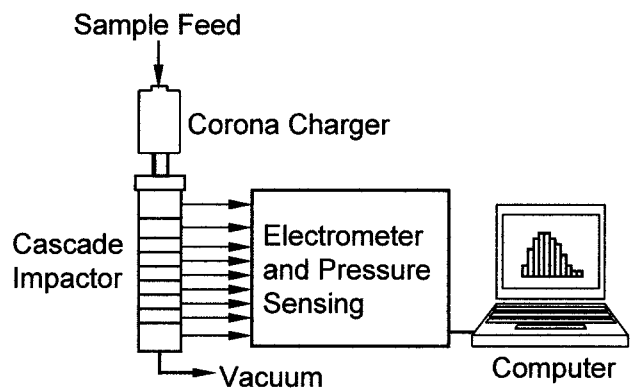 Sample Feed
Corona Charger
Cascade
Impactor
Electrometer
and Pressure
Sensing
Vacuum
Computer